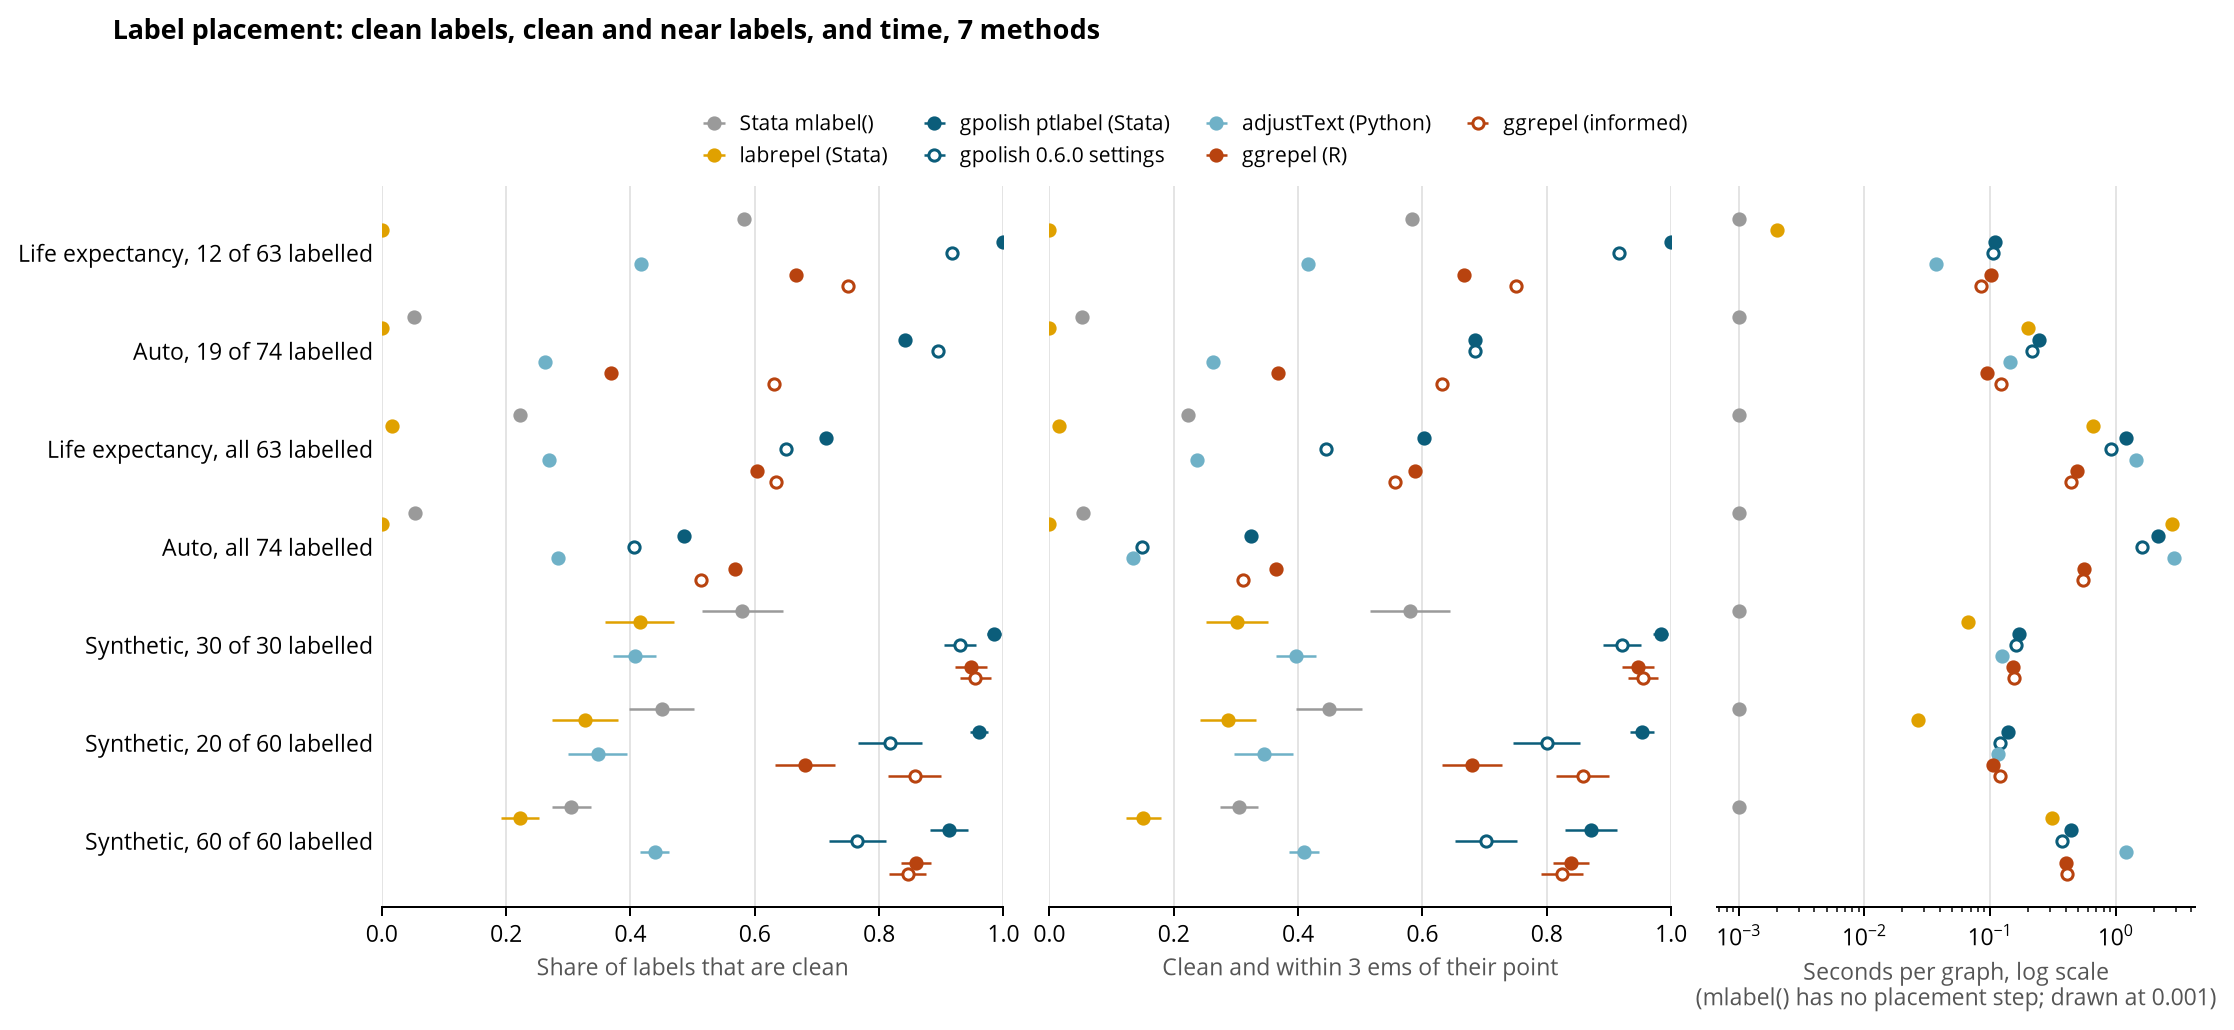 Label placement: clean labels, clean and near labels, and time, 7 methods
Stata mlabel()
gpolish ptlabel (Stata)
adjustText (Python)
ggrepel (informed)
labrepel (Stata)
gpolish 0.6.0 settings
ggrepel (R)
Life expectancy, 12 of 63 labelled
Auto, 19 of 74 labelled
Life expectancy, all 63 labelled
Auto, all 74 labelled
Synthetic, 30 of 30 labelled
Synthetic, 20 of 60 labelled
Synthetic, 60 of 60 labelled
0.0 0.2 0.4 0.6 0.8 1.0
Share of labels that are clean
0.0 0.2 0.4 0.6 0.8 1.0
Clean and within 3 ems of their point
10⁻³ 10⁻² 10⁻¹ 10⁰
Seconds per graph, log scale
(mlabel() has no placement step; drawn at 0.001)